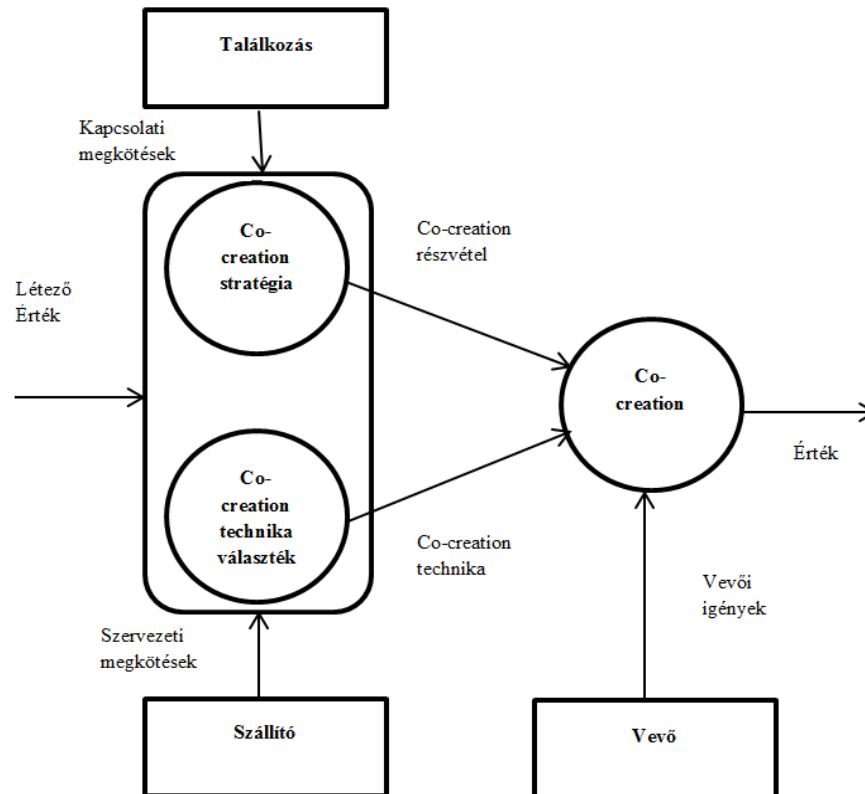 Találkozás
Kapcsolati
megkötések
Co-
creation
stratégia
Co-creation
részvétel
Létező
Érték
Co-
creation
Érték
Co-
creation
technika
választék
Co-creation
technika
Vevői
igények
Szervezeti
megkötések
Szállító
Vevő